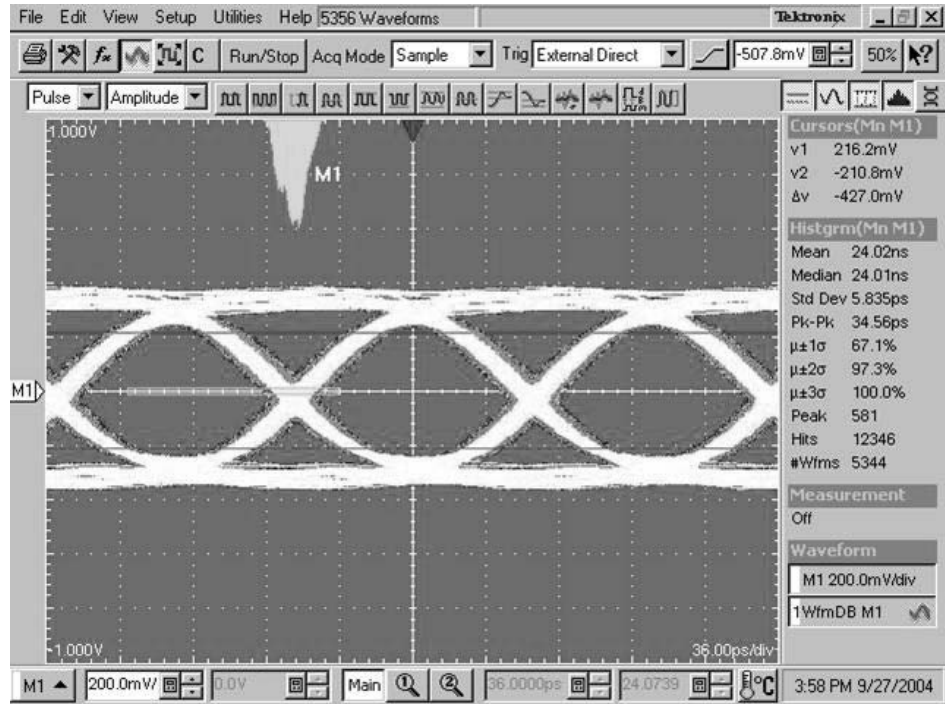 File Edit View Setup Utilities Help 5356 Waveforms Tektronix
C Run/Stop Acq Mode Sample Trig External Direct -507.8mV 50%
Pulse Amplitude
1.000V
M1
M1
-1.000V
36.00ps/div
Cursors(Mn M1)
v1 216.2mV
v2 -210.8mV
Δv -427.0mV
Histgrm(Mn M1)
Mean 24.02ns
Median 24.01ns
Std Dev 5.835ps
Pk-Pk 34.56ps
μ±1σ 67.1%
μ±2σ 97.3%
μ±3σ 100.0%
Peak 581
Hits 12346
#Wfms 5344
Measurement
Off
Waveform
M1 200.0mV/div
1WfmDB M1
M1 200.0mV/ 0.0V Main 1 2 36.0000ps 24.0739 °C 3:58 PM 9/27/2004